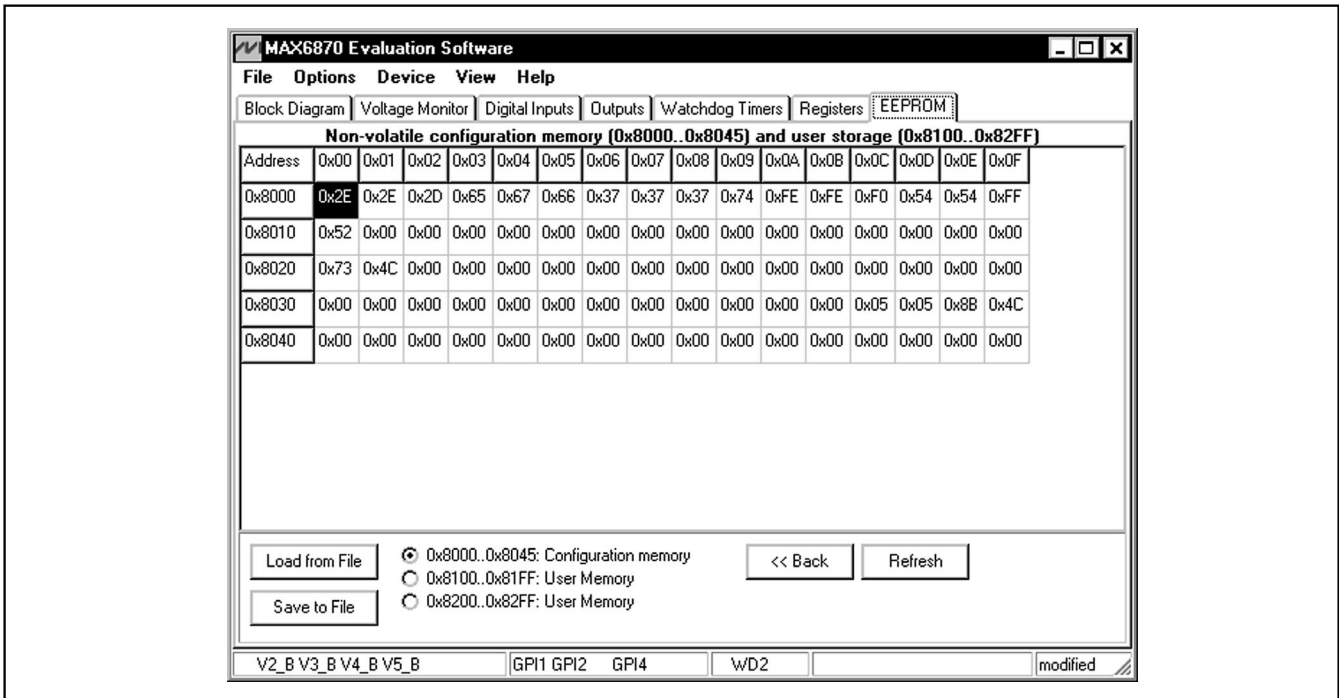 MAX6870 Evaluation Software
File Options Device View Help
Block Diagram Voltage Monitor Digital Inputs Outputs Watchdog Timers Registers EEPROM
Non-volatile configuration memory (0x8000..0x8045) and user storage (0x8100..0x82FF)
Address 0x00 0x01 0x02 0x03 0x04 0x05 0x06 0x07 0x08 0x09 0x0A 0x0B 0x0C 0x0D 0x0E 0x0F
0x8000 0x2E 0x2E 0x2D 0x65 0x67 0x66 0x37 0x37 0x37 0x74 0xFE 0xFE 0xF0 0x54 0x54 0xFF
0x8010 0x52 0x00 0x00 0x00 0x00 0x00 0x00 0x00 0x00 0x00 0x00 0x00 0x00 0x00 0x00 0x00
0x8020 0x73 0x4C 0x00 0x00 0x00 0x00 0x00 0x00 0x00 0x00 0x00 0x00 0x00 0x00 0x00 0x00
0x8030 0x00 0x00 0x00 0x00 0x00 0x00 0x00 0x00 0x00 0x00 0x00 0x00 0x05 0x05 0x8B 0x4C
0x8040 0x00 0x00 0x00 0x00 0x00 0x00 0x00 0x00 0x00 0x00 0x00 0x00 0x00 0x00 0x00 0x00
Load from File
Save to File
0x8000..0x8045: Configuration memory
0x8100..0x81FF: User Memory
0x8200..0x82FF: User Memory
<< Back Refresh
V2_B V3_B V4_B V5_B GPI1 GPI2 GPI4 WD2 modified